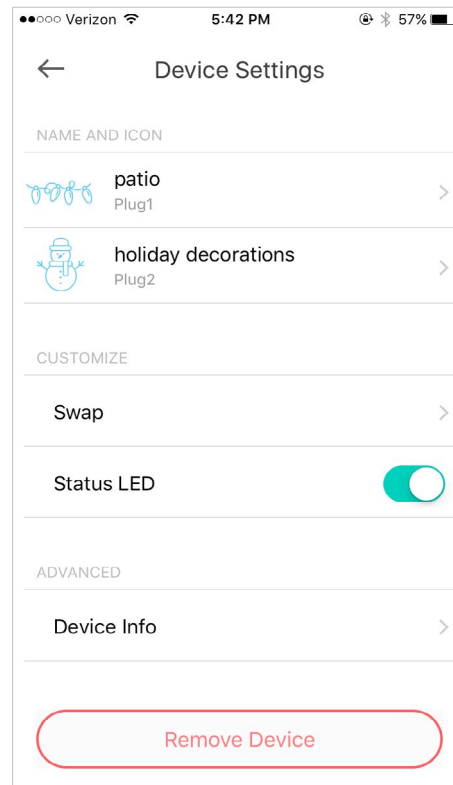 Verizon 5:42 PM 57%
Device Settings
NAME AND ICON
patio
Plug1
holiday decorations
Plug2
CUSTOMIZE
Swap
Status LED
ADVANCED
Device Info
Remove Device